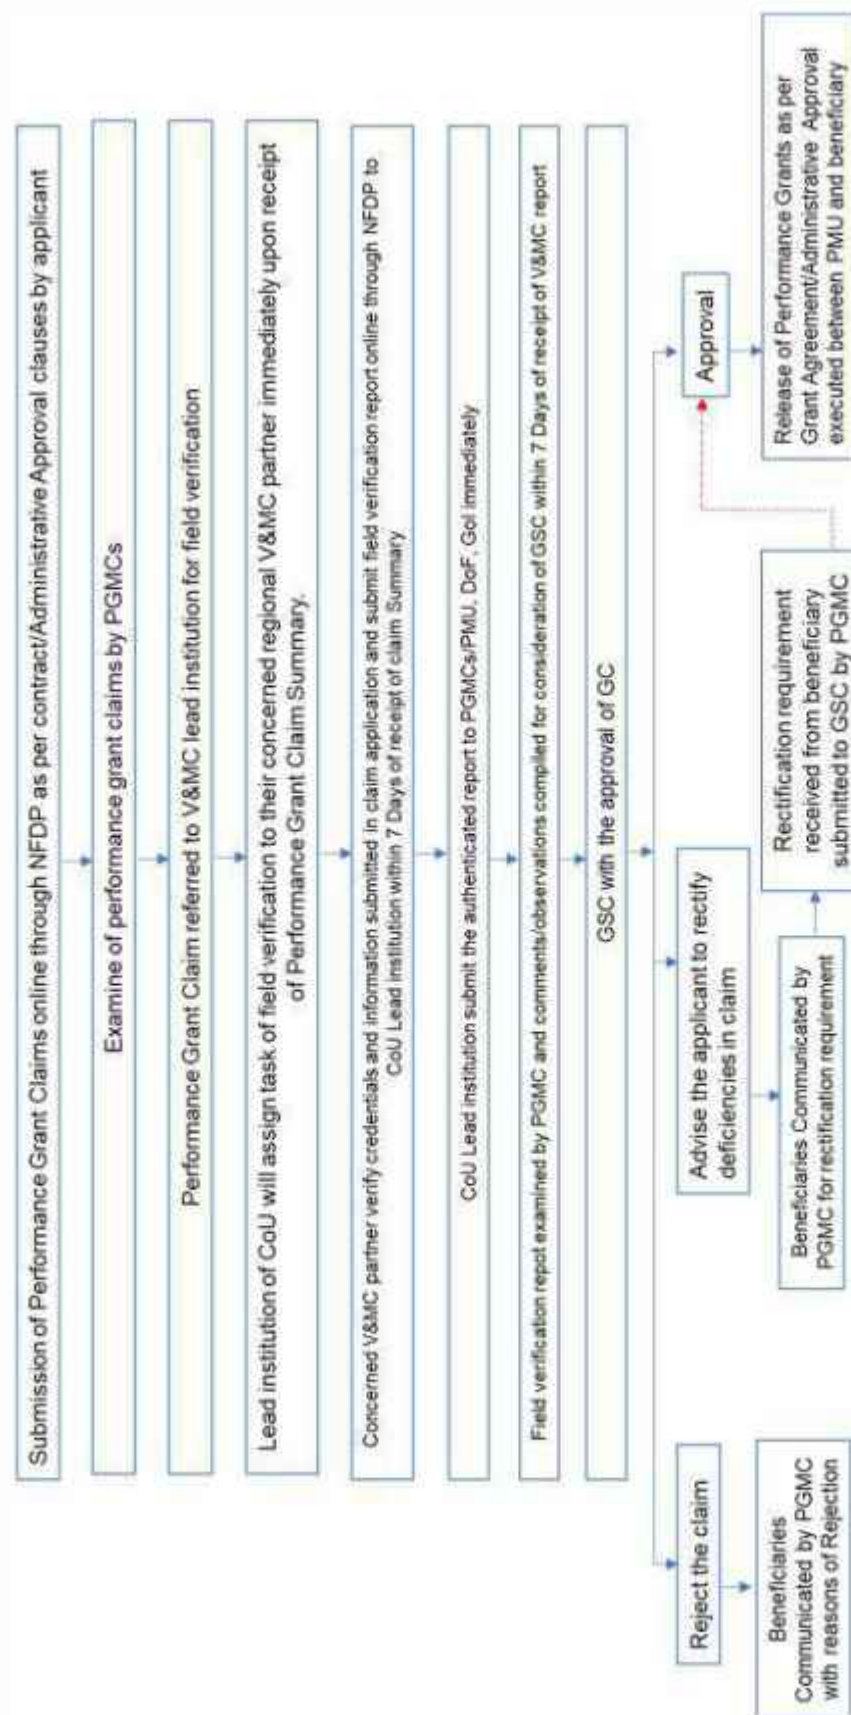 Submission of Performance Grant Claims online through NFDP as per contract/Administrative Approval clauses by applicant
Examine of performance grant claims by PGMCs
Performance Grant Claim referred to V&MC lead institution for field verification
Lead institution of CoU will assign task of field verification to their concerned regional V&MC partner immediately upon receipt
of Performance Grant Claim Summary.
Concerned V&MC partner verify credentials and information submitted in claim application and submit field verification report online through NFDP to
CoU Lead institution within 7 Days of receipt of claim Summary
CoU Lead institution submit the authenticated report to PGMCs/PMU, DoF, GoI immediately
Field verification repot examined by PGMC and comments/observations compiled for consideration of GSC within 7 Days of receipt of V&MC report
GSC with the approval of GC
Reject the claim
Beneficiaries
Communicated by PGMC
with reasons of Rejection
Advise the applicant to rectify
deficiencies in claim
Beneficiaries Communicated by
PGMC for rectification requirement
Rectification requirement
received from beneficiary
submitted to GSC by PGMC
Approval
Release of Performance Grants as per
Grant Agreement/Administrative Approval
executed between PMU and beneficiary